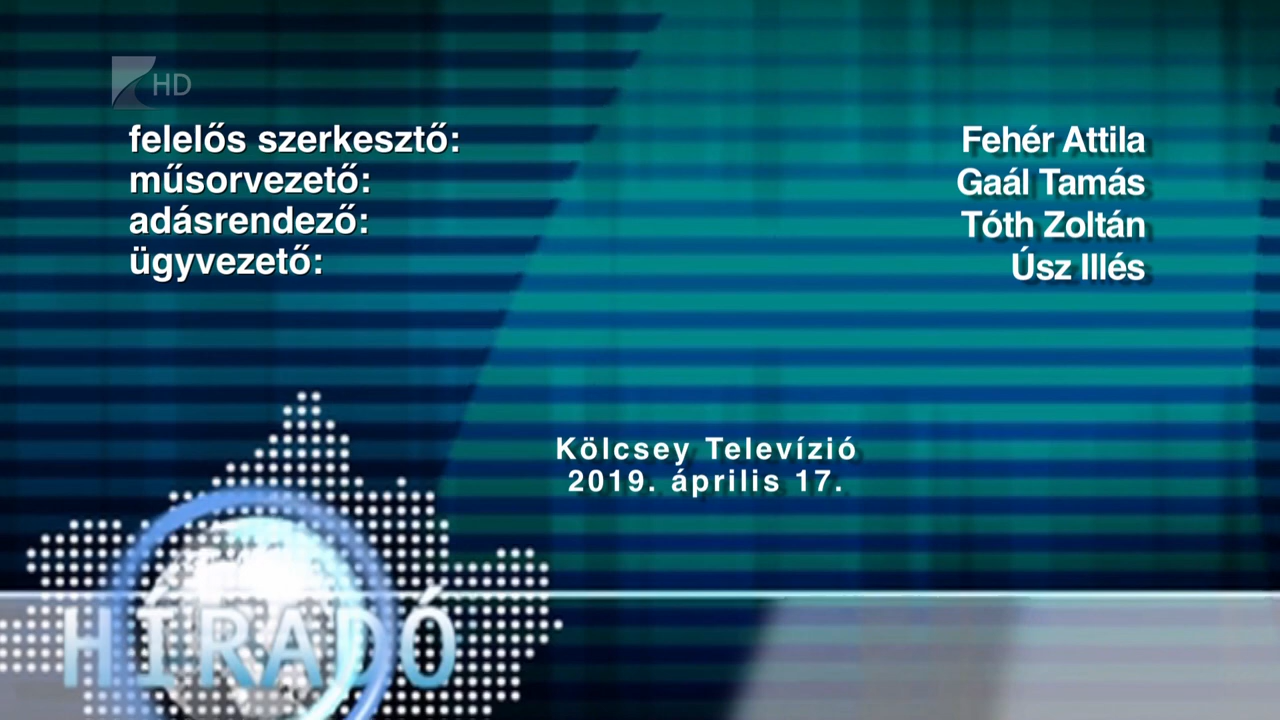 HD
felelős szerkesztő: Fehér Attila
műsorvezető: Gaál Tamás
adásrendező: Tóth Zoltán
ügyvezető: Úsz Illés
Kölcsey Televízió
2019. április 17.
HÍRADÓ